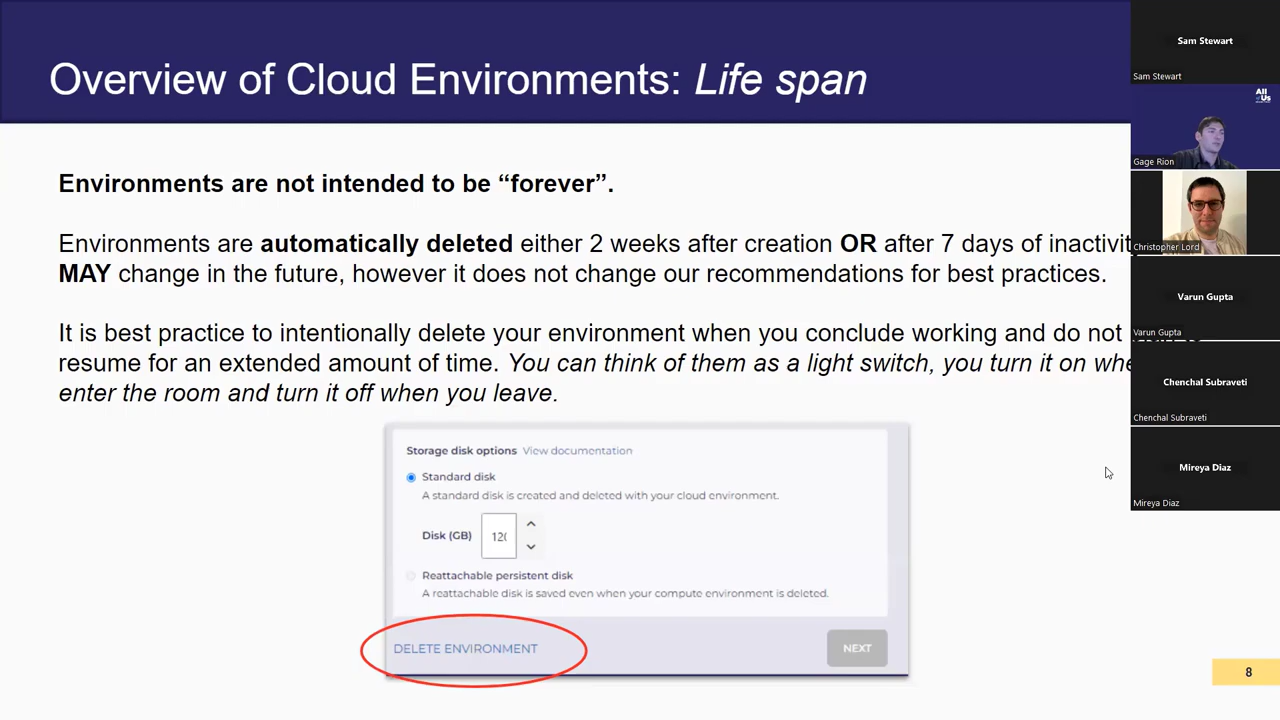 Overview of Cloud Environments: Life span
Environments are not intended to be “forever”.
Environments are automatically deleted either 2 weeks after creation OR after 7 days of
MAY change in the future, however it does not change our recommendations for best practices.
It is best practice to intentionally delete your environment when you conclude working and do not
resume for an extended amount of time. You can think of them as a light switch, you turn it on
enter the room and turn it off when you leave.
Storage disk options View documentation
Standard disk
A standard disk is created and deleted with your cloud environment.
Disk (GB)
Reattachable persistent disk
A reattachable disk is saved even when your compute environment is deleted.
DELETE ENVIRONMENT
NEXT
8
Sam Stewart
Sam Stewart
All
Us
Gage Rion
Christopher Lord
Varun Gupta
Varun Gupta
Chenchal Subraveti
Chenchal Subraveti
Mireya Diaz
Mireya Diaz